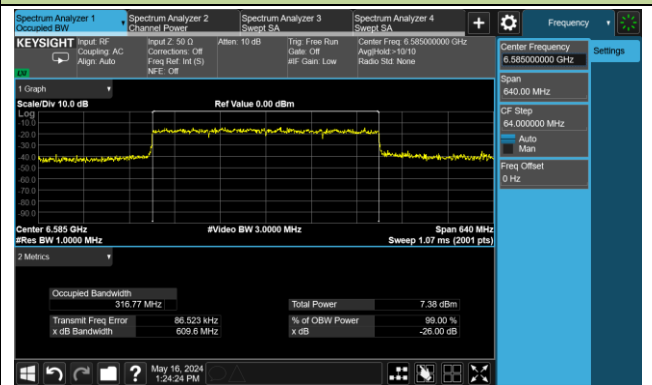 Spectrum Analyzer 1
Occupied BW
Spectrum Analyzer 2
Channel Power
Spectrum Analyzer 3
Swept SA
Spectrum Analyzer 4
Swept SA
Frequency
KEYSIGHT
Input: RF
Coupling: AC
Align: Auto
Input Z: 50 Ω
Corrections: Off
Freq Ref: Int (S)
NFE: Off
Atten: 10 dB
Trig: Free Run
Gate: Off
#IF Gain: Low
Center Freq: 6.585000000 GHz
Avg|Hold:>10/10
Radio Std: None
LXI
Center Frequency
6.585000000 GHz
Settings
Span
640.00 MHz
CF Step
64.000000 MHz
Auto
Man
Freq Offset
0 Hz
1 Graph
Scale/Div 10.0 dB
Ref Value 0.00 dBm
Log
-10.0
-20.0
-30.0
-40.0
-50.0
-60.0
-70.0
-80.0
-90.0
Center 6.585 GHz
#Video BW 3.0000 MHz
Span 640 MHz
#Res BW 1.0000 MHz
Sweep 1.07 ms (2001 pts)
2 Metrics
Occupied Bandwidth
316.77 MHz
Total Power 7.38 dBm
Transmit Freq Error 86.523 kHz
% of OBW Power 99.00 %
x dB Bandwidth 609.6 MHz
x dB -26.00 dB
?
May 16, 2024
1:24:24 PM